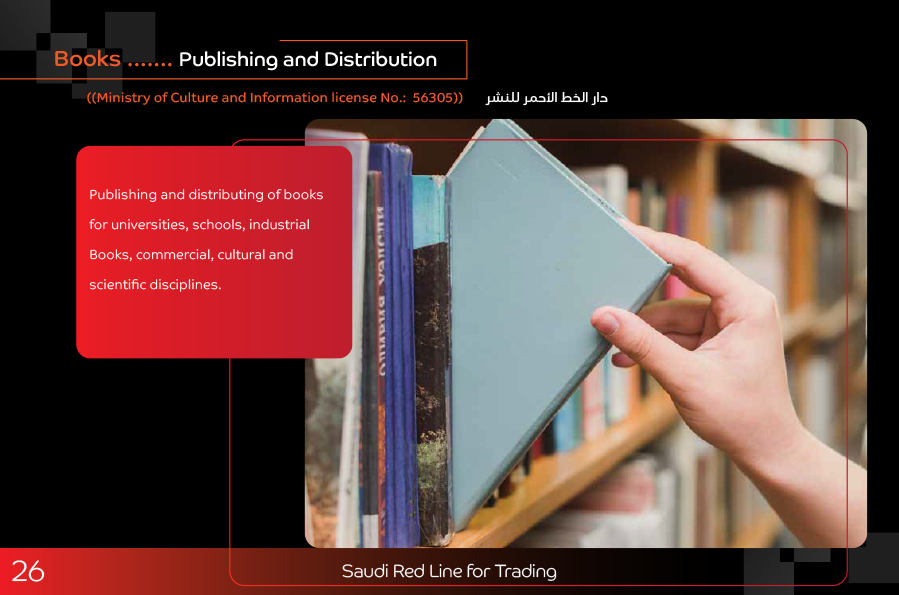 Books ....... Publishing and Distribution
((Ministry of Culture and Information license No.: 56305)) دار الخط الأحمر للنشر
Publishing and distributing of books
for universities, schools, industrial
Books, commercial, cultural and
scientific disciplines.
26
Saudi Red Line for Trading